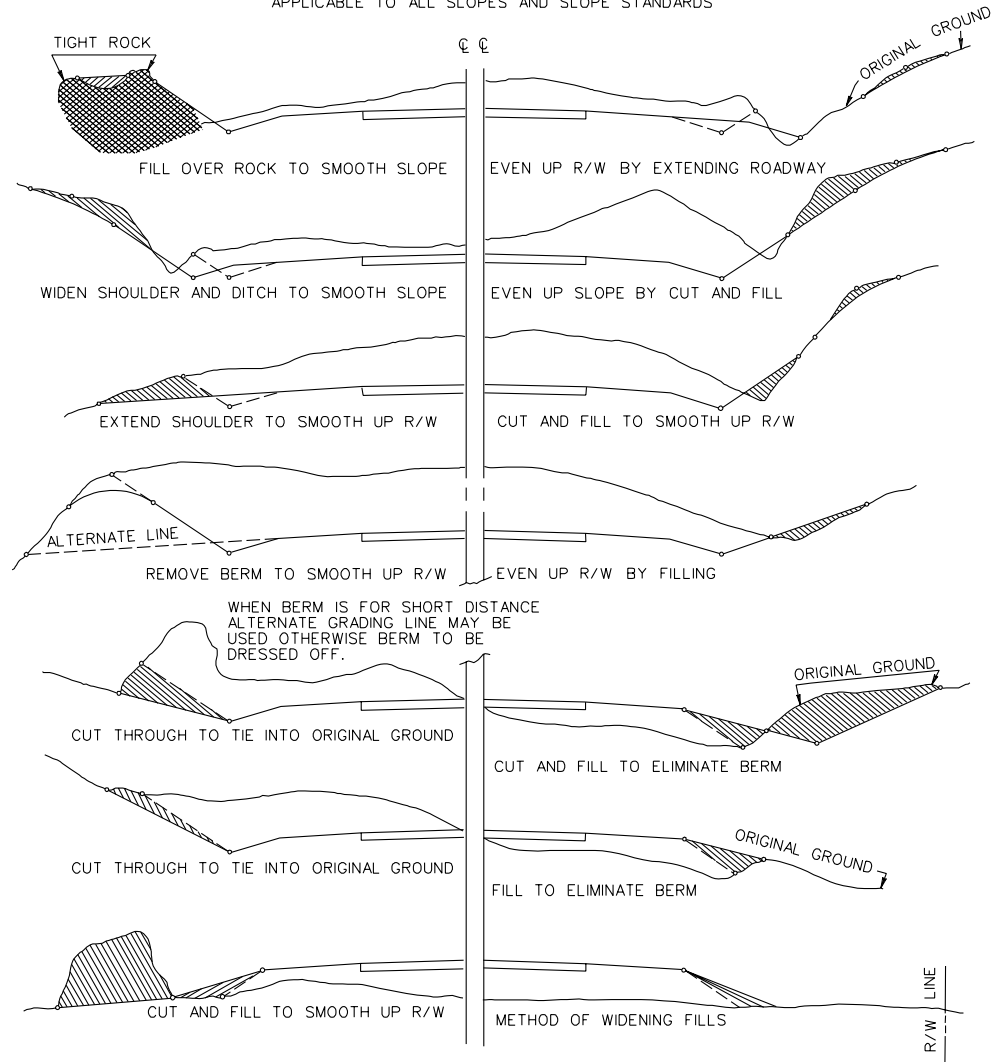 APPLICABLE TO ALL SLOPES AND SLOPE STANDARDS
TIGHT ROCK
℄ ℄
ORIGINAL GROUND
FILL OVER ROCK TO SMOOTH SLOPE
EVEN UP R/W BY EXTENDING ROADWAY
WIDEN SHOULDER AND DITCH TO SMOOTH SLOPE
EVEN UP SLOPE BY CUT AND FILL
EXTEND SHOULDER TO SMOOTH UP R/W
CUT AND FILL TO SMOOTH UP R/W
ALTERNATE LINE
REMOVE BERM TO SMOOTH UP R/W
EVEN UP R/W BY FILLING
WHEN BERM IS FOR SHORT DISTANCE
ALTERNATE GRADING LINE MAY BE
USED OTHERWISE BERM TO BE
DRESSED OFF.
ORIGINAL GROUND
CUT THROUGH TO TIE INTO ORIGINAL GROUND
CUT AND FILL TO ELIMINATE BERM
ORIGINAL GROUND
CUT THROUGH TO TIE INTO ORIGINAL GROUND
FILL TO ELIMINATE BERM
CUT AND FILL TO SMOOTH UP R/W
METHOD OF WIDENING FILLS
R/W LINE